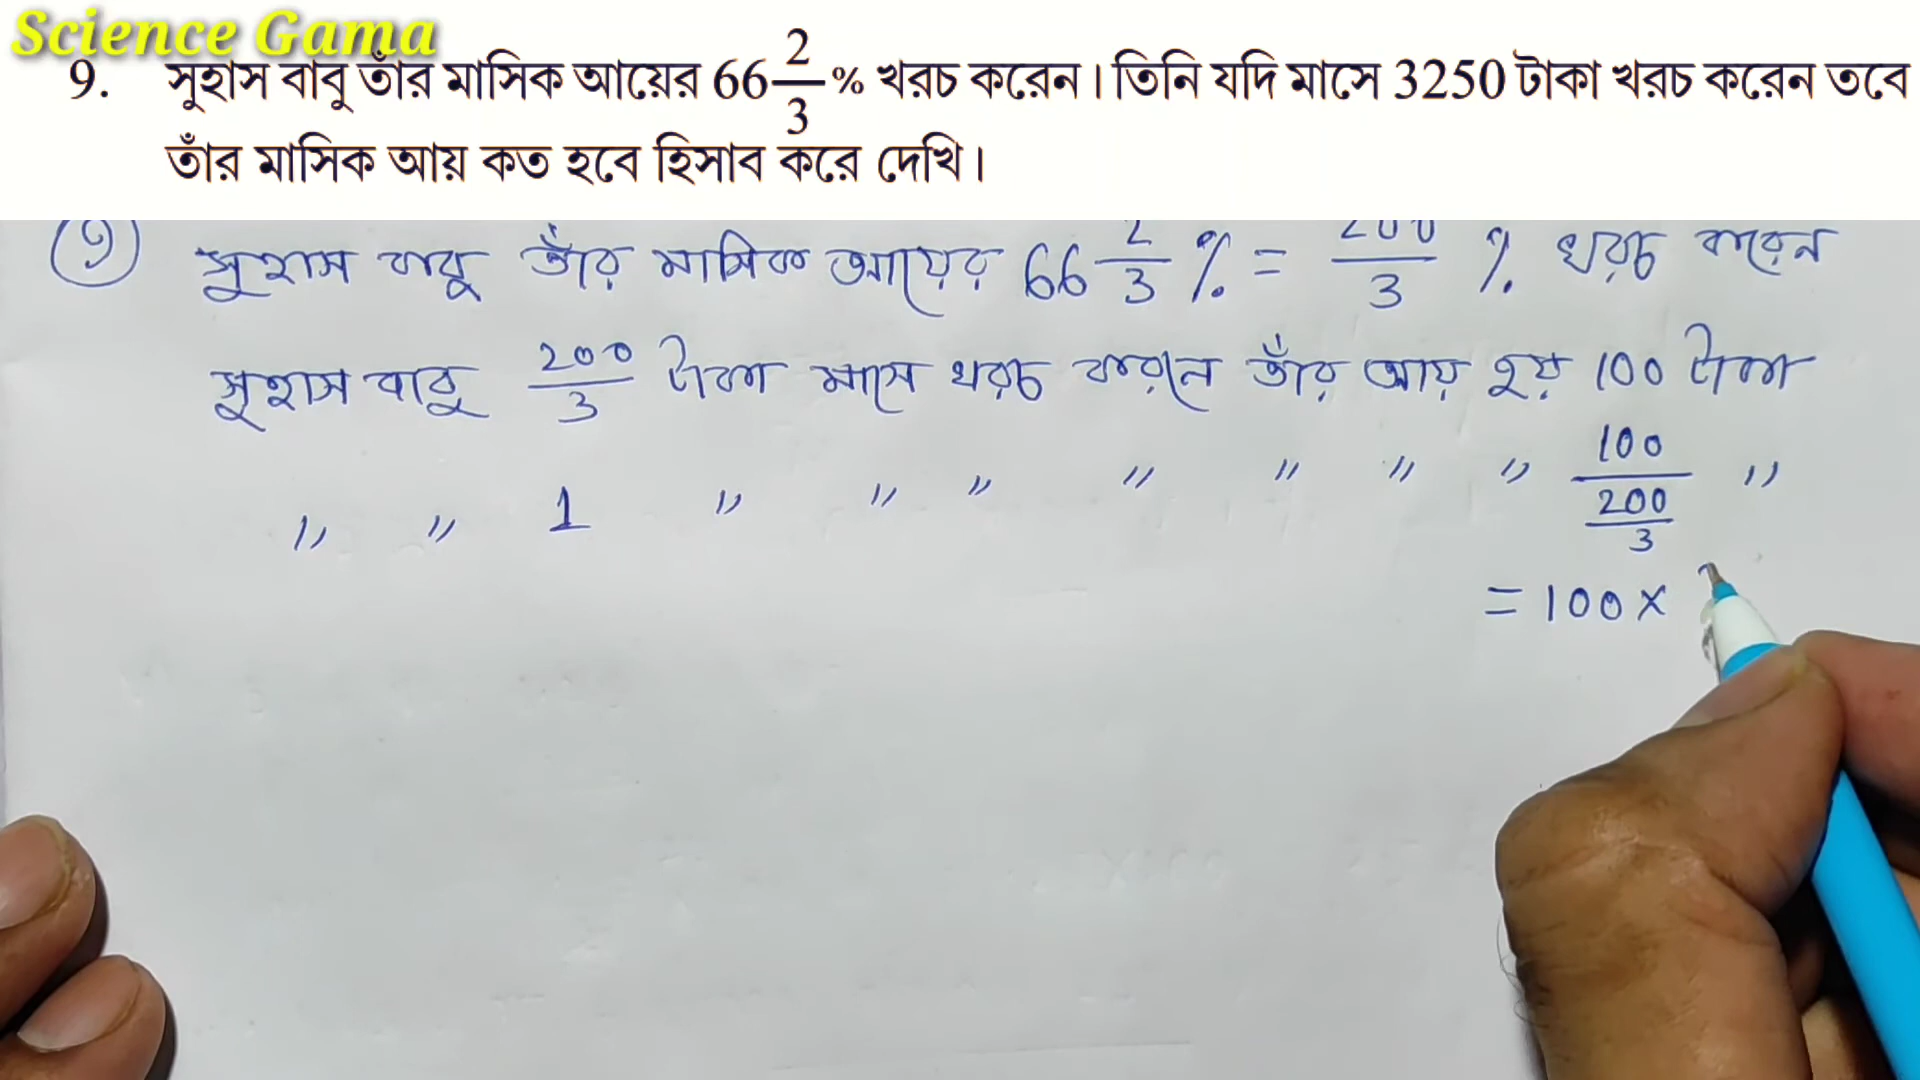 Science Gama
9. সুহাস বাবু তাঁর মাসিক আয়ের 66 2/3 % খরচ করেন। তিনি যদি মাসে 3250 টাকা খরচ করেন তবে
তাঁর মাসিক আয় কত হবে হিসাব করে দেখি।
9 সুহাস বাবু তাঁর মাসিক আয়ের 66 2/3 % = 200/3 % খরচ করেন
সুহাস বাবু 200/3 টাকা মাসে খরচ করলে তাঁর আয় হয় 100 টাকা
" " 1 " " " " " " " 100/200/3 "
= 100 ×